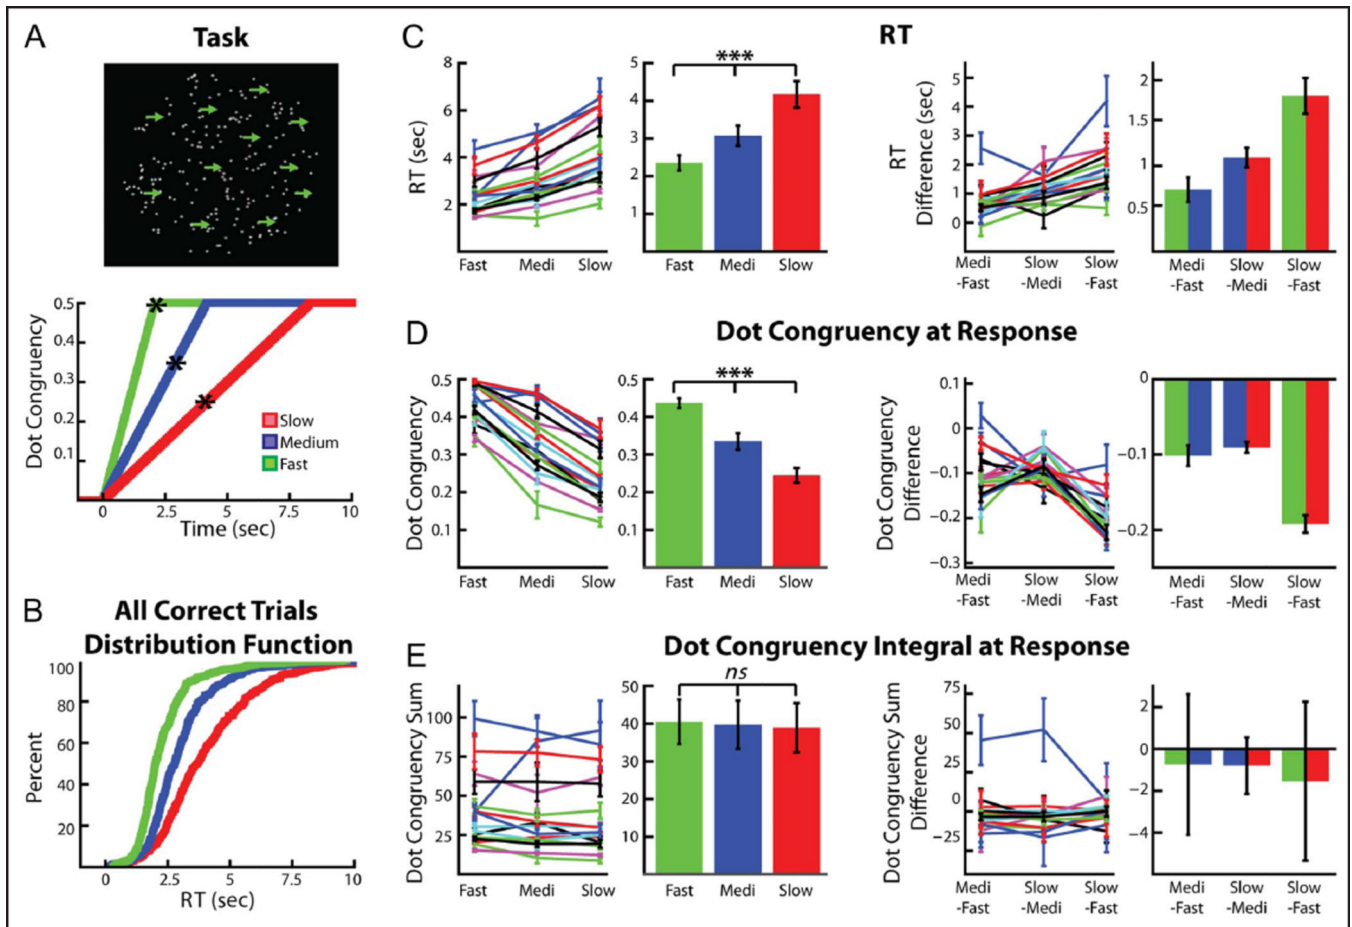 A
Task
Dot Congruency
0.5
0.4
0.3
0.2
0.1
Slow
Medium
Fast
0
2.5
5
7.5
10
Time (sec)
B
All Correct Trials
Distribution Function
Percent
100
80
60
40
20
0
2.5
5
7.5
10
RT (sec)
C
RT
RT (sec)
8
6
4
2
Fast
Medi
Slow
5
4
3
2
1
***
Fast
Medi
Slow
RT
Difference (sec)
5
4
3
2
1
0
Medi
-Fast
Slow
-Medi
Slow
-Fast
2
1.5
1
0.5
Medi
-Fast
Slow
-Medi
Slow
-Fast
D
Dot Congruency at Response
Dot Congruency
0.5
0.4
0.3
0.2
0.1
Fast
Medi
Slow
0.5
0.4
0.3
0.2
0.1
***
Fast
Medi
Slow
Dot Congruency
Difference
0.1
0
−0.1
−0.2
−0.3
Medi
-Fast
Slow
-Medi
Slow
-Fast
0
−0.1
−0.2
Medi
-Fast
Slow
-Medi
Slow
-Fast
E
Dot Congruency Integral at Response
Dot Congruency Sum
100
75
50
25
Fast
Medi
Slow
50
40
30
20
10
ns
Fast
Medi
Slow
Dot Congruency Sum
Difference
75
50
25
0
−25
Medi
-Fast
Slow
-Medi
Slow
-Fast
2
0
−2
−4
Medi
-Fast
Slow
-Medi
Slow
-Fast